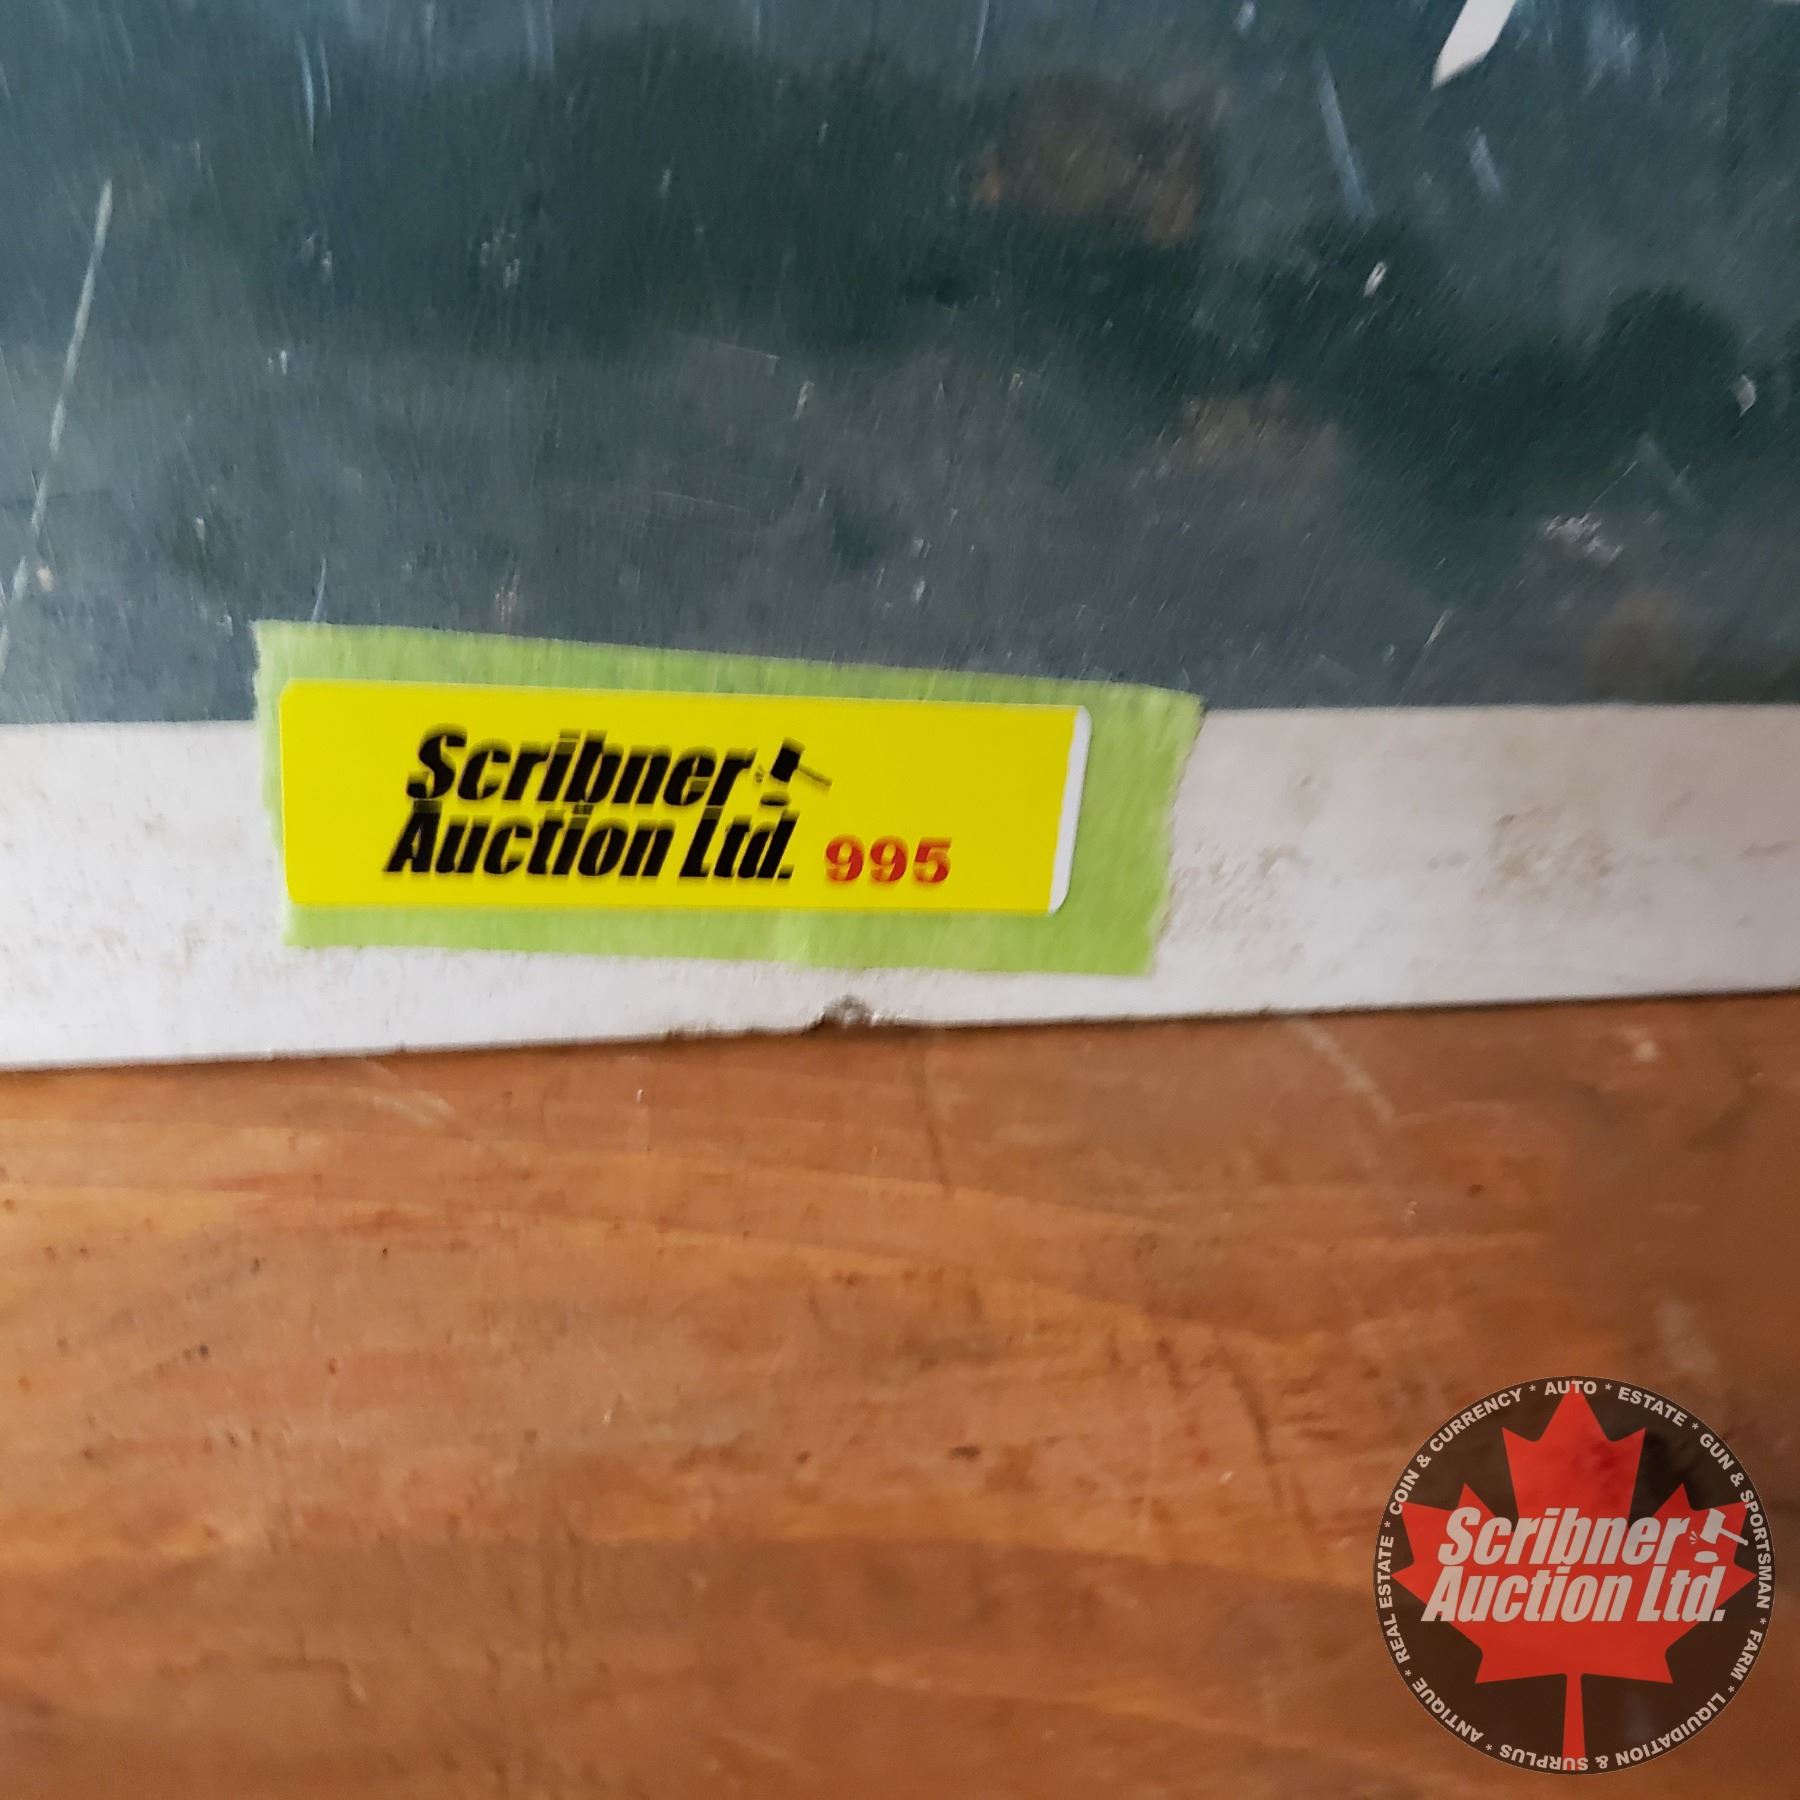 Scribner
Auction Ltd. 995
* AUTO * ESTATE * GUN & SPORTSMAN * FARM * LIQUIDATION & SURPLUS * ANTIQUE * REAL ESTATE * COIN & CURRENCY
Scribner
Auction Ltd.